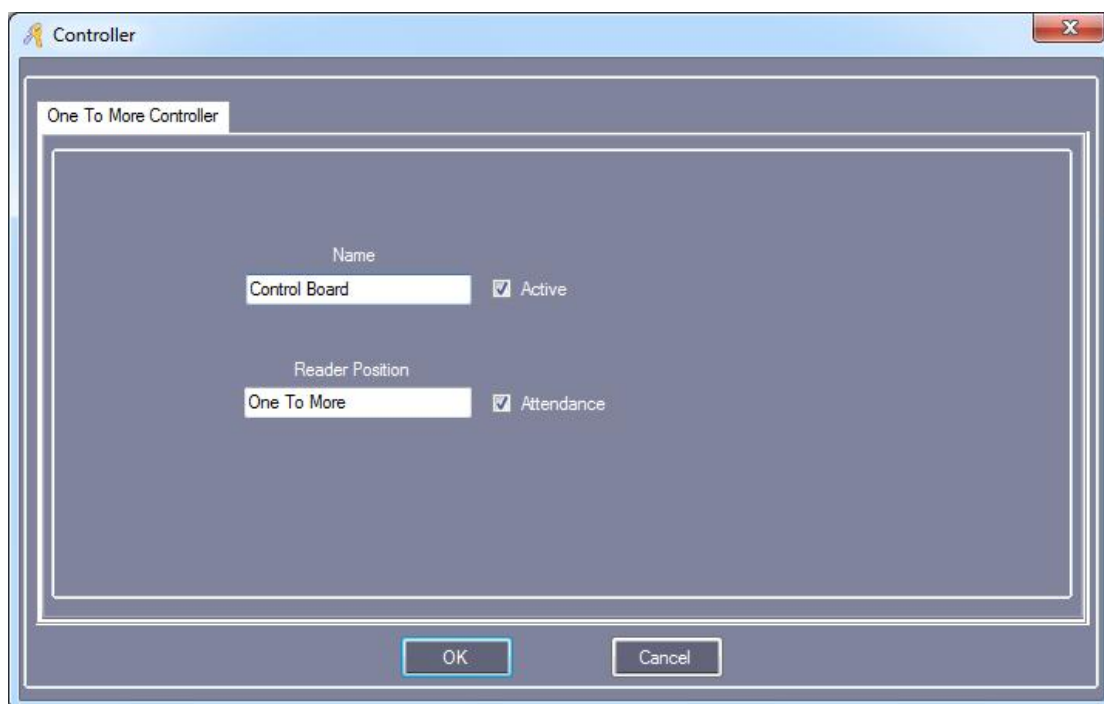 Controller
One To More Controller
Name
Control Board
Active
Reader Position
One To More
Attendance
OK
Cancel